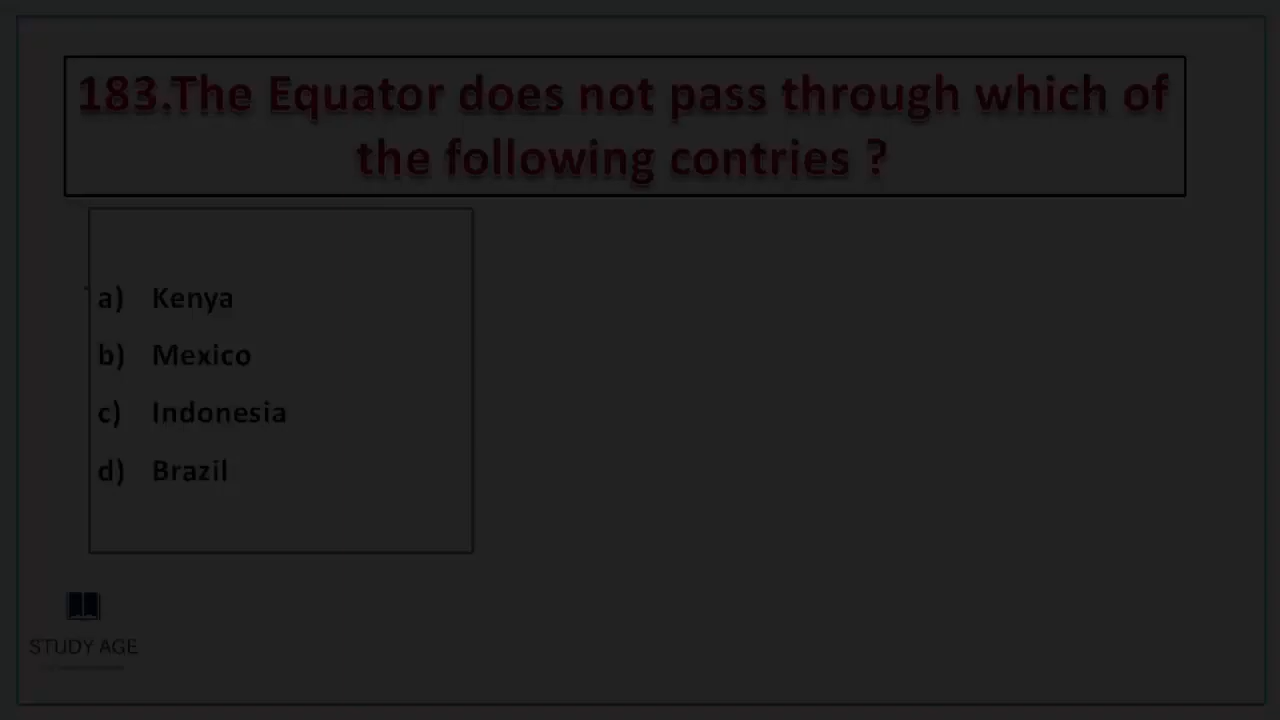 183.The Equator does not pass through which of
the following contries ?
a) Kenya
b) Mexico
c) Indonesia
d) Brazil
STUDY AGE